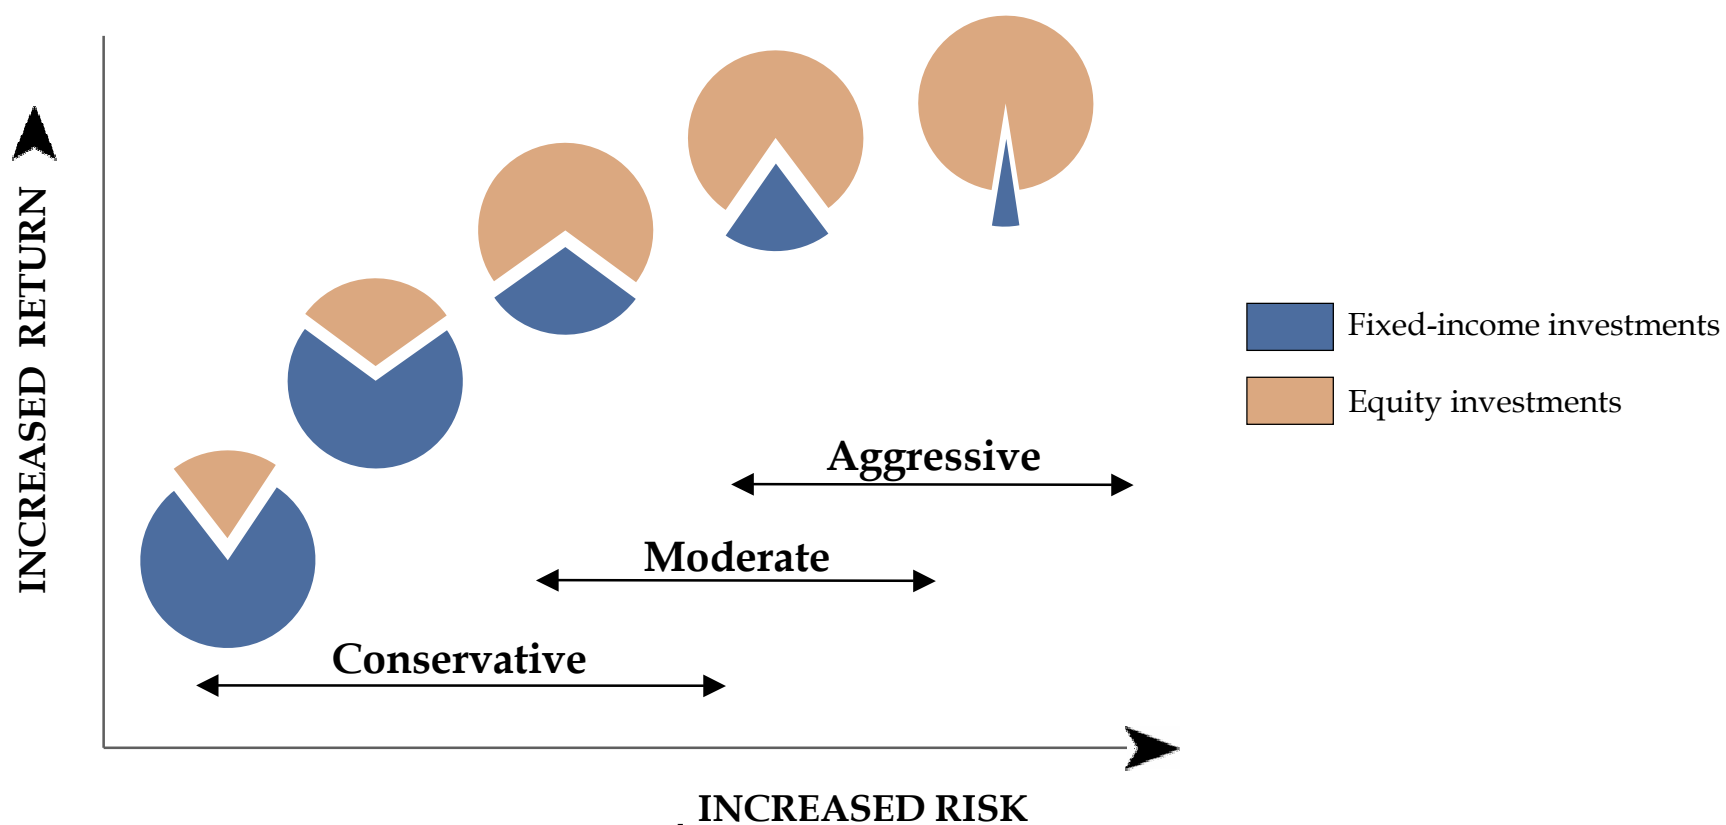 INCREASED RETURN
Fixed-income investments
Equity investments
Aggressive
Moderate
Conservative
INCREASED RISK